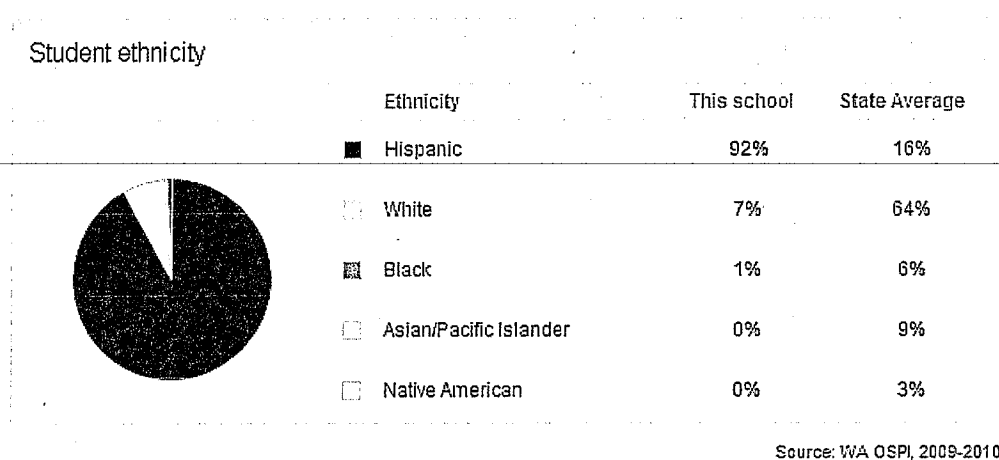 Student ethnicity
Ethnicity This school State Average
Hispanic 92% 16%
White 7% 64%
Black 1% 6%
Asian/Pacific Islander 0% 9%
Native American 0% 3%
Source: WA OSPI, 2009-2010